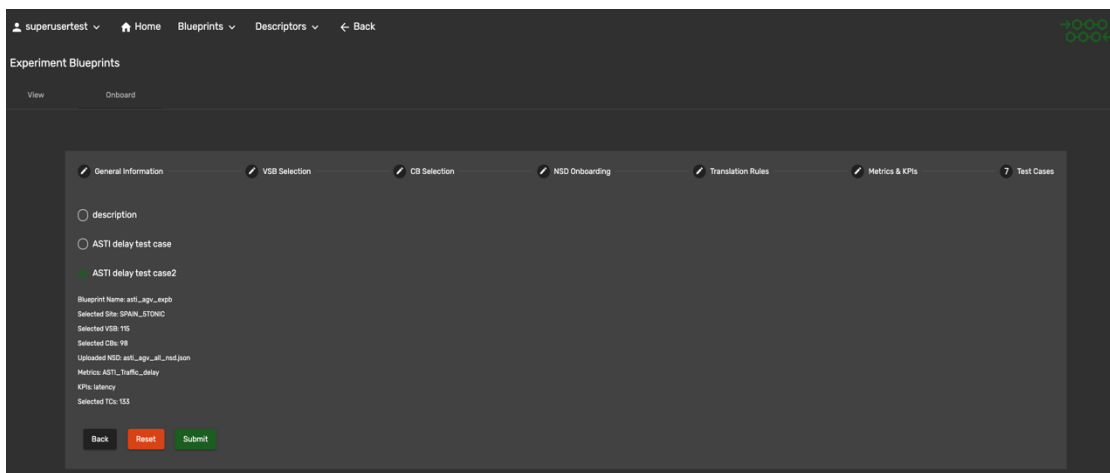 superusertest Home Blueprints Descriptors Back
Experiment Blueprints
View Onboard
General Information VSB Selection CB Selection NSD Onboarding Translation Rules Metrics & KPIs 7 Test Cases
description
ASTI delay test case
ASTI delay test case2
Blueprint Name: asti_agv_expb
Selected Site: SPAIN_5TONIC
Selected VSB: 115
Selected CBs: 98
Uploaded NSD: asti_agv_all_nsd.json
Metrics: ASTI_Traffic_delay
KPIs: latency
Selected TCs: 133
Back Reset Submit